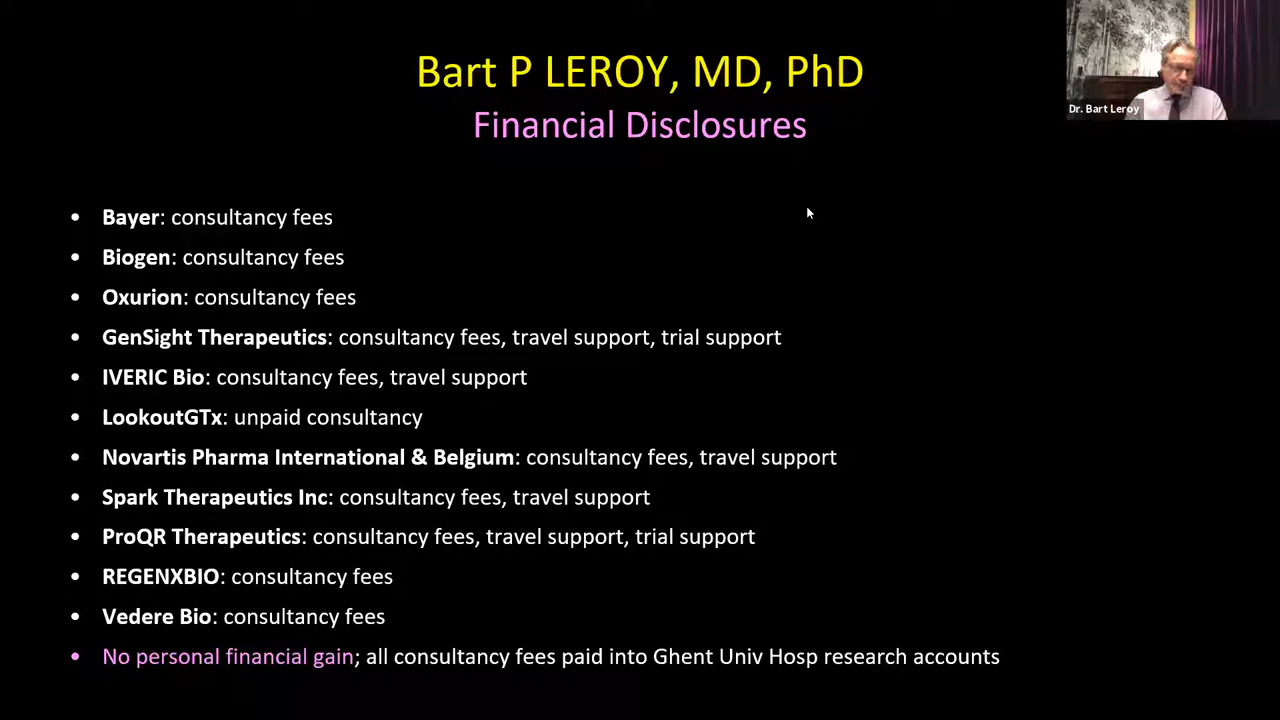 Bart P LEROY, MD, PhD
Financial Disclosures
Dr. Bart Leroy
• Bayer: consultancy fees
• Biogen: consultancy fees
• Oxurion: consultancy fees
• GenSight Therapeutics: consultancy fees, travel support, trial support
• IVERIC Bio: consultancy fees, travel support
• LookoutGTx: unpaid consultancy
• Novartis Pharma International & Belgium: consultancy fees, travel support
• Spark Therapeutics Inc: consultancy fees, travel support
• ProQR Therapeutics: consultancy fees, travel support, trial support
• REGENXBIO: consultancy fees
• Vedere Bio: consultancy fees
• No personal financial gain; all consultancy fees paid into Ghent Univ Hosp research accounts